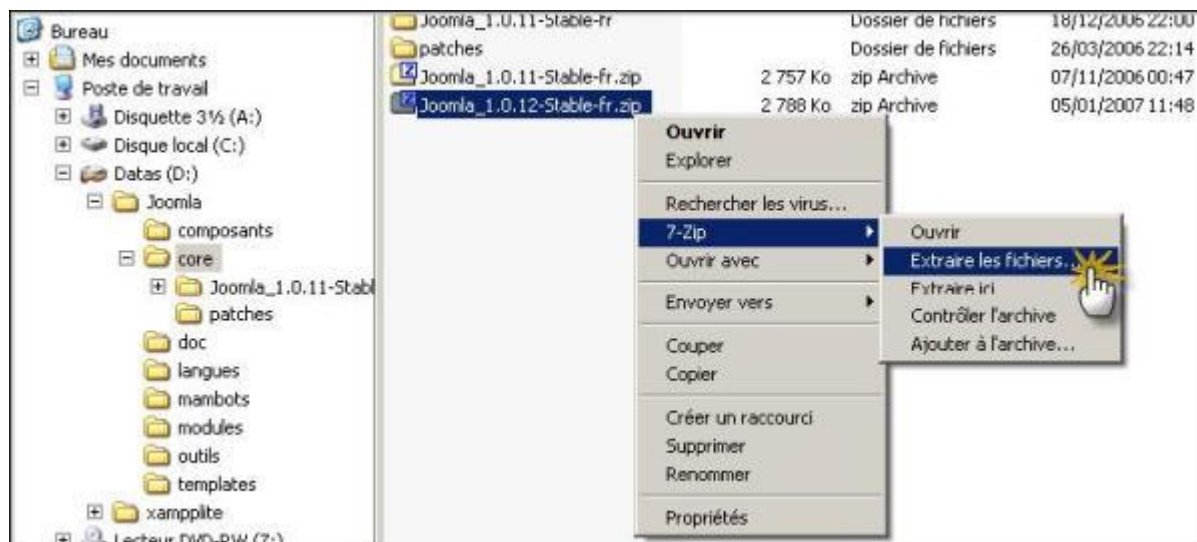 Bureau
Mes documents
Poste de travail
Disquette 3½ (A:)
Disque local (C:)
Datas (D:)
Joomla
composants
core
Joomla_1.0.11-Stabl
patches
doc
langues
mambots
modules
outils
templates
xampplite
Lecteur DVD-RW (Z:)
Joomla_1.0.11-Stable-fr Dossier de fichiers 18/12/2006 22:00
patches Dossier de fichiers 26/03/2006 22:14
Joomla_1.0.11-Stable-fr.zip 2 757 Ko zip Archive 07/11/2006 00:47
Joomla_1.0.12-Stable-fr.zip 2 788 Ko zip Archive 05/01/2007 11:48
Ouvrir
Explorer
Rechercher les virus...
7-Zip
Ouvrir avec
Envoyer vers
Couper
Copier
Créer un raccourci
Supprimer
Renommer
Propriétés
Ouvrir
Extraire les fichiers...
Extraire ici
Contrôler l'archive
Ajouter à l'archive...